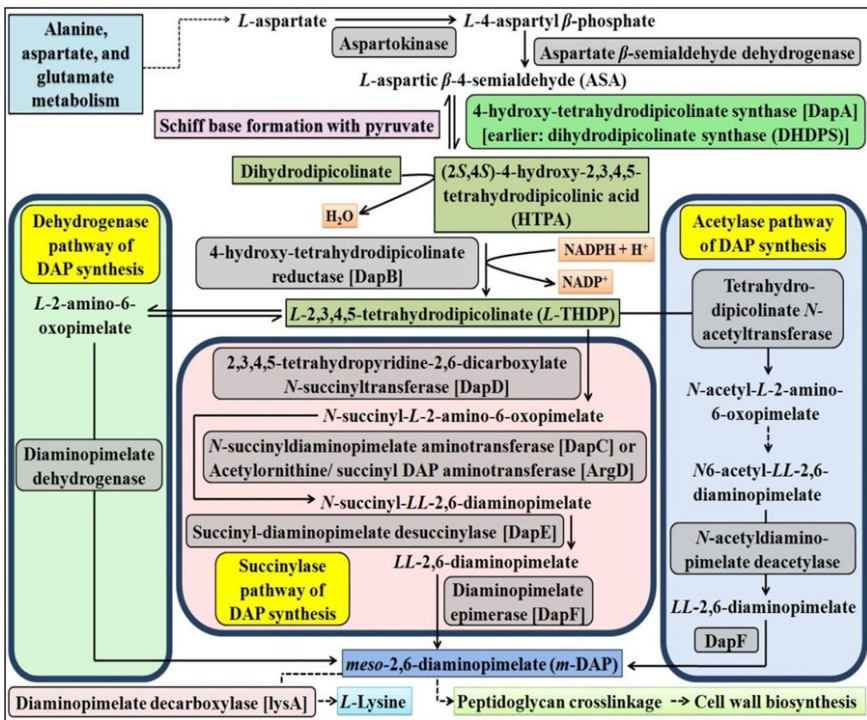 Alanine,
aspartate, and
glutamate
metabolism
L-aspartate
L-4-aspartyl β-phosphate
Aspartokinase
Aspartate β-semialdehyde dehydrogenase
L-aspartic β-4-semialdehyde (ASA)
Schiff base formation with pyruvate
4-hydroxy-tetrahydrodipicolinate synthase [DapA]
[earlier: dihydrodipicolinate synthase (DHDPS)]
Dihydrodipicolinate
(2S,4S)-4-hydroxy-2,3,4,5-
tetrahydrodipicolinic acid
(HTPA)
H2O
Dehydrogenase
pathway of
DAP synthesis
4-hydroxy-tetrahydrodipicolinate
reductase [DapB]
NADPH + H+
NADP+
Acetylase pathway
of DAP synthesis
L-2-amino-6-
oxopimelate
L-2,3,4,5-tetrahydrodipicolinate (L-THDP)
Tetrahydro-
dipicolinate N-
acetyltransferase
2,3,4,5-tetrahydropyridine-2,6-dicarboxylate
N-succinyltransferase [DapD]
N-succinyl-L-2-amino-6-oxopimelate
N-acetyl-L-2-amino-
6-oxopimelate
Diaminopimelate
dehydrogenase
N-succinyldiaminopimelate aminotransferase [DapC] or
Acetylornithine/ succinyl DAP aminotransferase [ArgD]
N6-acetyl-LL-2,6-
diaminopimelate
N-succinyl-LL-2,6-diaminopimelate
Succinyl-diaminopimelate desuccinylase [DapE]
N-acetyldiamino-
pimelate deacetylase
LL-2,6-diaminopimelate
Succinylase
pathway of
DAP synthesis
Diaminopimelate
epimerase [DapF]
LL-2,6-diaminopimelate
DapF
meso-2,6-diaminopimelate (m-DAP)
Diaminopimelate decarboxylase [lysA]
L-Lysine
Peptidoglycan crosslinkage
Cell wall biosynthesis